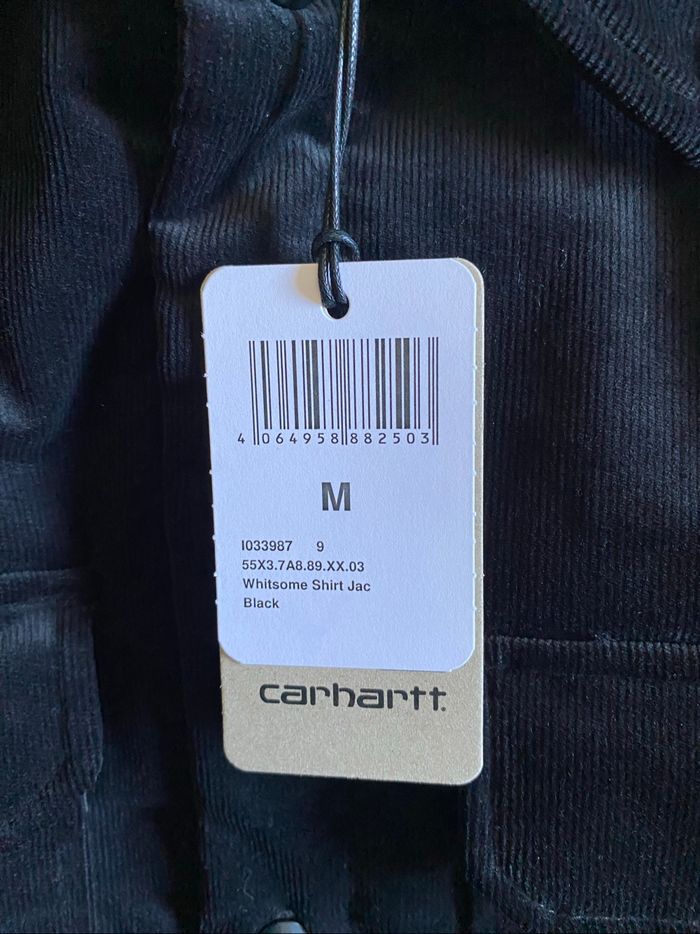 4 064958 882503
M
I033987 9
55X3.7A8.89.XX.03
Whitsome Shirt Jac
Black
carhartt.